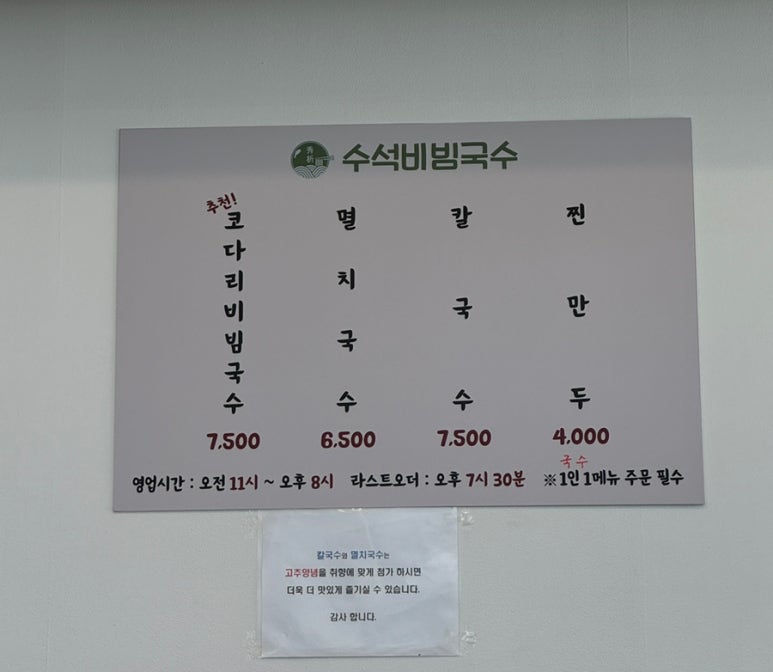 수석비빔국수
추천!
코다리비빔국수
멸치국수
칼국수
찐만두
7,500
6,500
7,500
4,000
국수
영업시간 : 오전 11시 ~ 오후 8시 라스트오더 : 오후 7시 30분 ※1인 1메뉴 주문 필수
칼국수와 멸치국수는
고추양념을 취향에 맞게 첨가 하시면
더욱 더 맛있게 즐기실 수 있습니다.
감사 합니다.